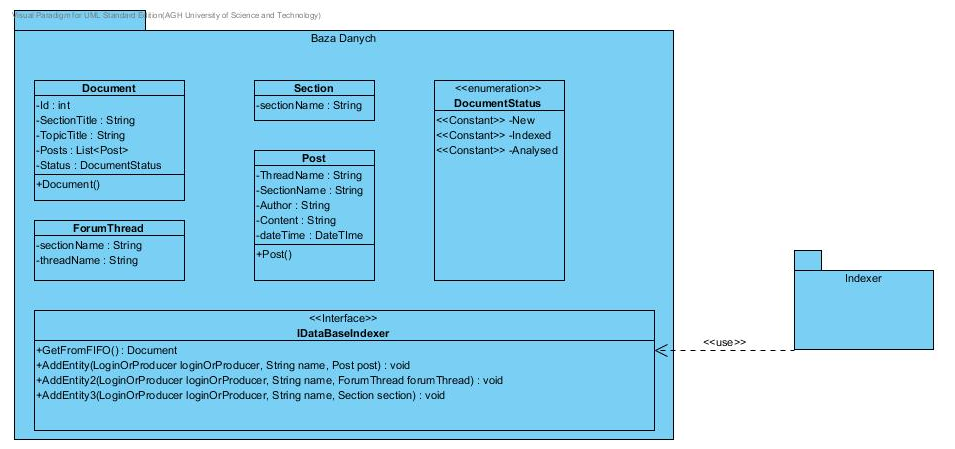 Visual Paradigm for UML Standard Edition(AGH University of Science and Technology)
Baza Danych
Document
-Id : int
-SectionTitle : String
-TopicTitle : String
-Posts : List<Post>
-Status : DocumentStatus
+Document()
Section
-sectionName : String
<<enumeration>>
DocumentStatus
<<Constant>> -New
<<Constant>> -Indexed
<<Constant>> -Analysed
Post
-ThreadName : String
-SectionName : String
-Author : String
-Content : String
-dateTime : DateTIme
+Post()
ForumThread
-sectionName : String
-threadName : String
<<Interface>>
IDataBaseIndexer
+GetFromFIFO() : Document
+AddEntity(LoginOrProducer loginOrProducer, String name, Post post) : void
+AddEntity2(LoginOrProducer loginOrProducer, String name, ForumThread forumThread) : void
+AddEntity3(LoginOrProducer loginOrProducer, String name, Section section) : void
<<use>>
Indexer